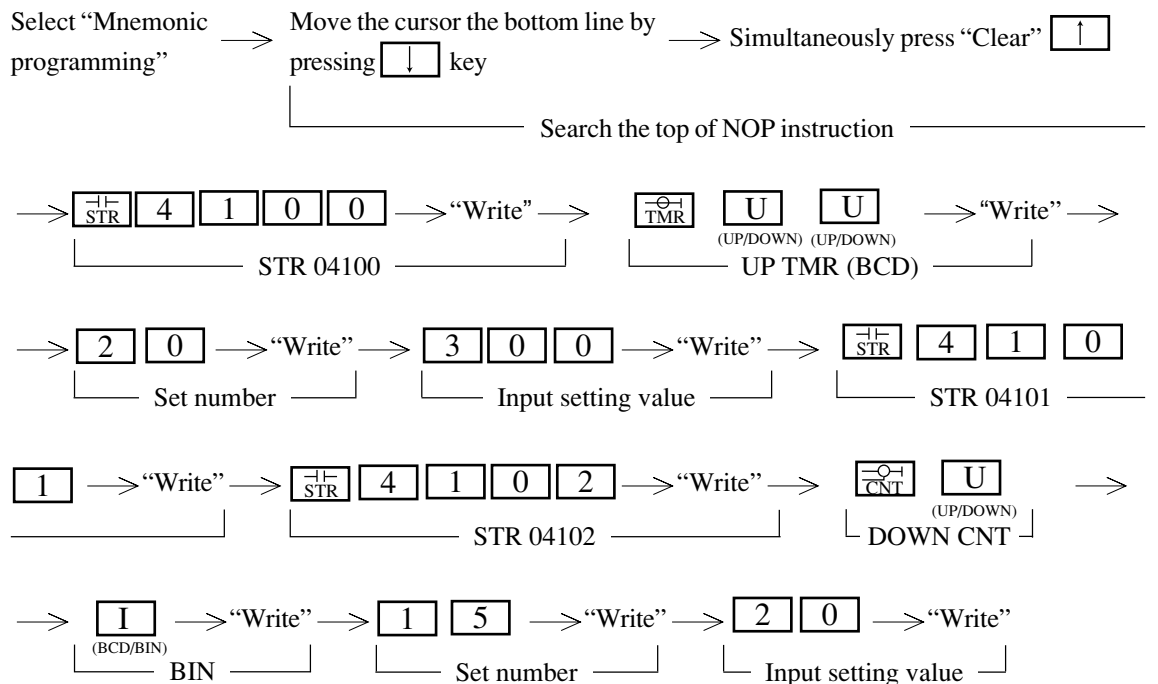 Select “Mnemonic programming” Move the cursor the bottom line by pressing ↓ key Simultaneously press “Clear” ↑
Search the top of NOP instruction
STR 4 1 0 0 “Write” TMR U U “Write”
(UP/DOWN) (UP/DOWN)
STR 04100 UP TMR (BCD)
2 0 “Write” 3 0 0 “Write” STR 4 1 0
Set number Input setting value STR 04101
1 “Write” STR 4 1 0 2 “Write” CNT U
(UP/DOWN)
STR 04102 DOWN CNT
I “Write” 1 5 “Write” 2 0 “Write”
(BCD/BIN)
BIN Set number Input setting value